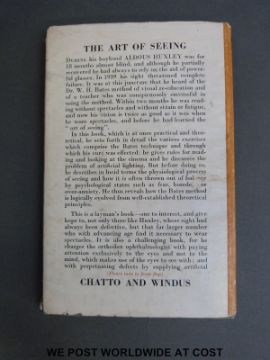 THE ART OF SEEING
DURING his boyhood ALDOUS HUXLEY was for
18 months almost blind, and although he partially
recovered he had always to rely on the aid of power-
ful glasses. In 1939 his sight threatened complete
failure. It was at this juncture that he heard of the
Dr. W. H. Bates method of visual re-education and
of a teacher who was conspicuously successful in
using the method. Within two months he was read-
ing without spectacles and without strain or fatigue,
and now his vision is twice as good as it was when
he wore spectacles, and before he had learned the
"art of seeing".
In this book, which is at once practical and theo-
retical, he sets forth in detail the various exercises
which comprise the Bates technique and through
which his cure was effected: he gives rules for read-
ing and looking at the cinema and he discusses the
problem of artificial lighting. But before doing so,
he describes in lucid terms the physiological process
of seeing and how it is often thrown out of
by psychological states such as fear, boredom, or
over-anxiety. He thus reveals how the Bates method
is logically evolved from well-established theoretical
principles.
This is a layman's book—one to interest, and give
hope to, not only those like Huxley, whose sight had
always been defective, but that far larger number
who with advancing age find it necessary to wear
spectacles. It is also a challenging book, for he
charges the orthodox ophthalmologist with paying
attention exclusively to the eyes and not to the
mind, which makes use of the eyes to see with; and
with perpetuating defects by supplying artificial
(Please turn to front flap)
CHATTO AND WINDUS
WE POST WORLDWIDE AT COST